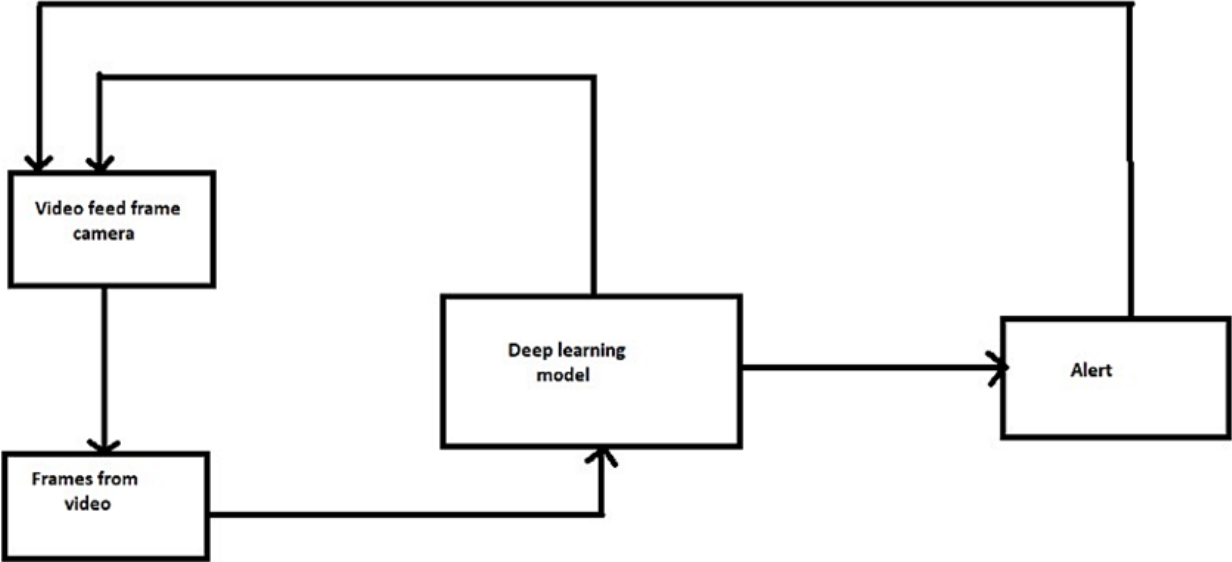 Video feed frame
camera
Deep learning
model
Alert
Frames from
video